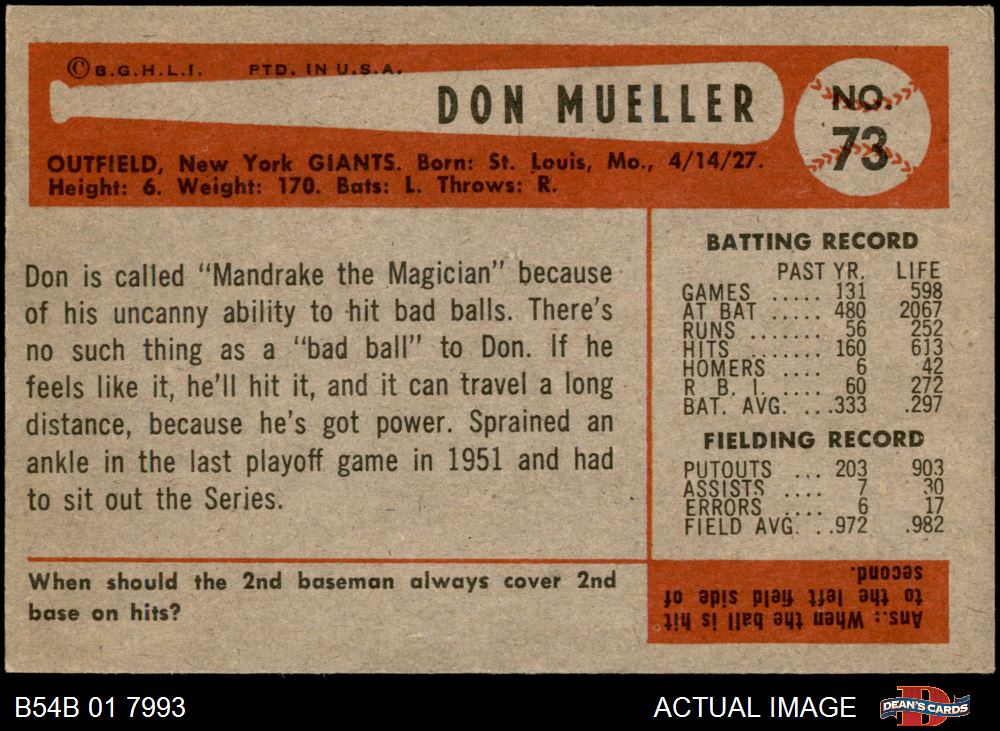 ©B.G.H.L.I. PTD. IN U.S.A.
DON MUELLER
NO.
73
OUTFIELD, New York GIANTS. Born: St. Louis, Mo., 4/14/27.
Height: 6. Weight: 170. Bats: L. Throws: R.
Don is called “Mandrake the Magician” because
of his uncanny ability to hit bad balls. There's
no such thing as a “bad ball” to Don. If he
feels like it, he'll hit it, and it can travel a long
distance, because he's got power. Sprained an
ankle in the last playoff game in 1951 and had
to sit out the Series.
BATTING RECORD
PAST YR. LIFE
GAMES ..... 131 598
AT BAT ..... 480 2067
RUNS ....... 56 252
HITS ....... 160 613
HOMERS .... 6 42
R. B. I. .... 60 272
BAT. AVG. ...333 .297
FIELDING RECORD
PUTOUTS ... 203 903
ASSISTS .... 7 30
ERRORS .... 6 17
FIELD AVG. ..972 .982
When should the 2nd baseman always cover 2nd
base on hits?
Ans.: When the ball is hit
to the left field side of
second.
B54B 01 7993
ACTUAL IMAGE
DEAN'S CARDS